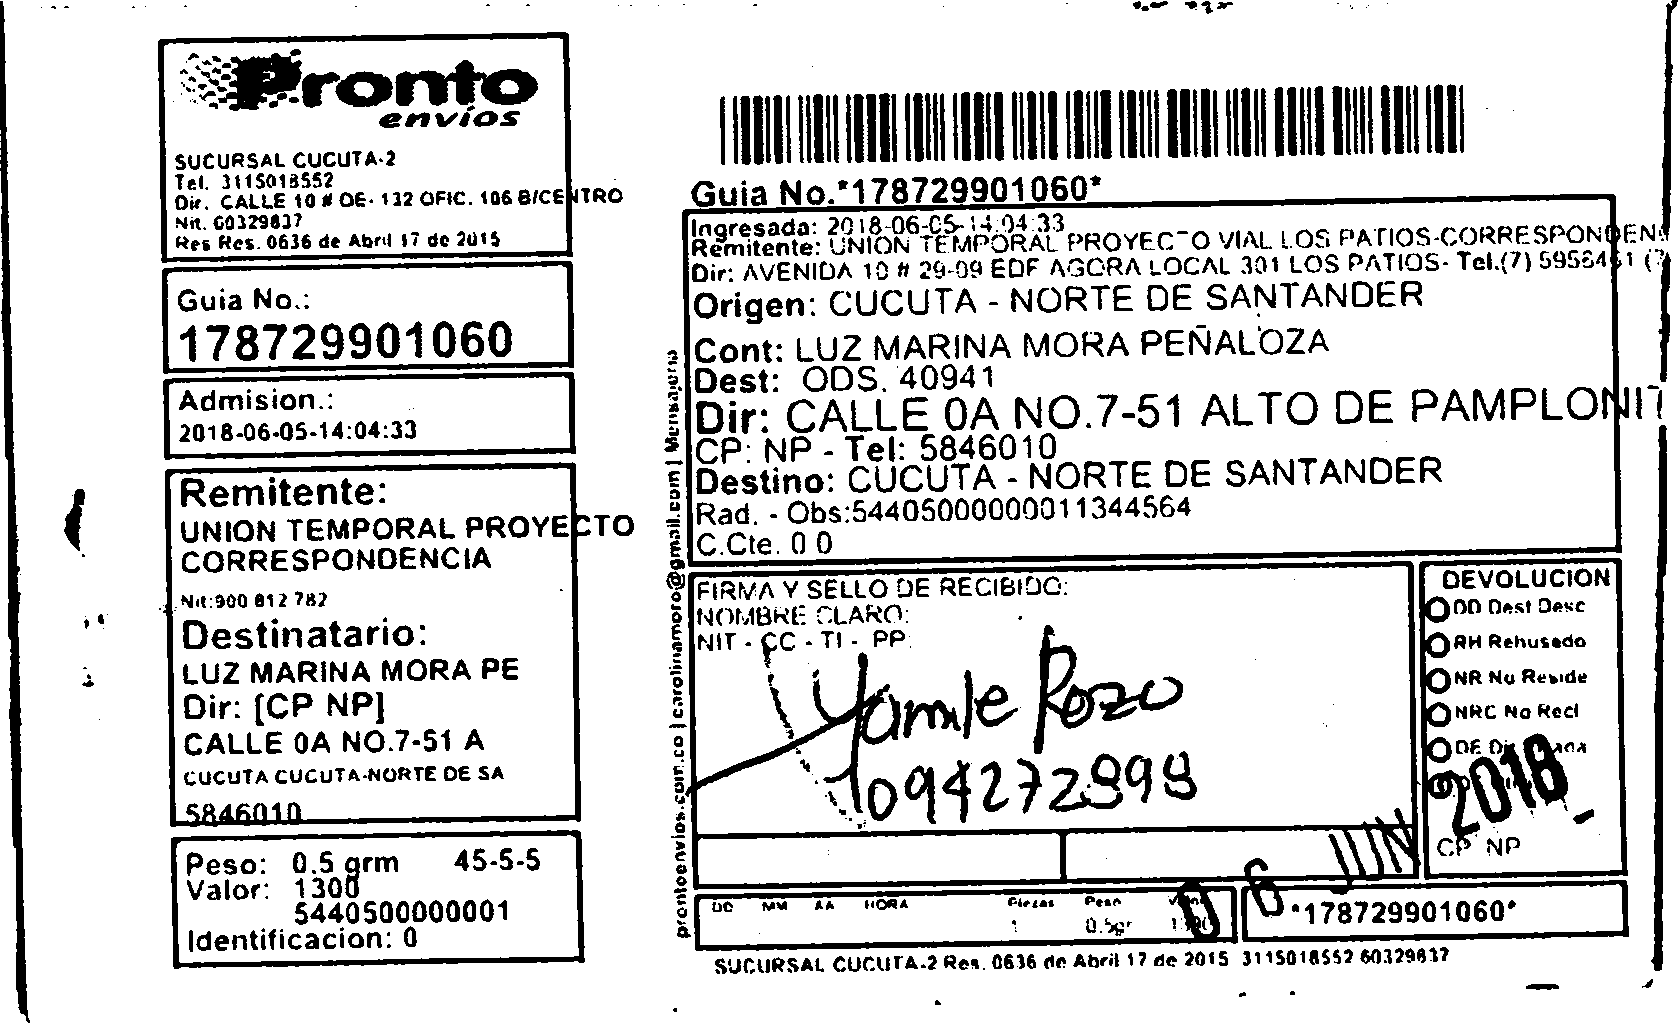 Pronto
envíos
SUCURSAL CUCUTA-2
Tel. 3115018552
Dir. CALLE 10 # OE- 132 OFIC. 106 B/CENTRO
Nit. 60329837
Res Res. 0636 de Abril 17 de 2015
Guia No.:
178729901060
Admision.:
2018-06-05-14:04:33
Remitente:
UNION TEMPORAL PROYECTO
CORRESPONDENCIA
Nit:900 812 782
Destinatario:
LUZ MARINA MORA PE
Dir: [CP NP]
CALLE 0A NO.7-51 A
CUCUTA CUCUTA-NORTE DE SA
5846010
Peso: 0.5 grm 45-5-5
Valor: 1300
5440500000001
Identificacion: 0
prontoenvios.com.co | carolinamoro@gmail.com | Mensajeria
Guia No.*178729901060*
Ingresada: 2018-06-05-14:04:33
Remitente: UNION TEMPORAL PROYECTO VIAL LOS PATIOS-CORRESPONDEN
Dir: AVENIDA 10 # 29-09 EDF AGORA LOCAL 301 LOS PATIOS- Tel.(7)
Origen: CUCUTA - NORTE DE SANTANDER
Cont: LUZ MARINA MORA PEÑALOZA
Dest: ODS. 40941
Dir: CALLE 0A NO.7-51 ALTO DE PAMPLONIT
CP: NP - Tel: 5846010
Destino: CUCUTA - NORTE DE SANTANDER
Rad. - Obs:54405000000011344564
C.Cte. 0 0
FIRMA Y SELLO DE RECIBIDO:
NOMBRE CLARO:
NIT - CC - TI - PP
Yamile Rozo
1094272898
DEVOLUCION
DD Dest Desc
RH Rehusado
NR No Reside
NRC No Recl
DE
CP NP
06 JUN 2018
DC MM AA HORA Piezas Peso
1 0.5gr
*178729901060*
SUCURSAL CUCUTA-2 Res. 0636 de Abril 17 de 2015 3115018552 60329837